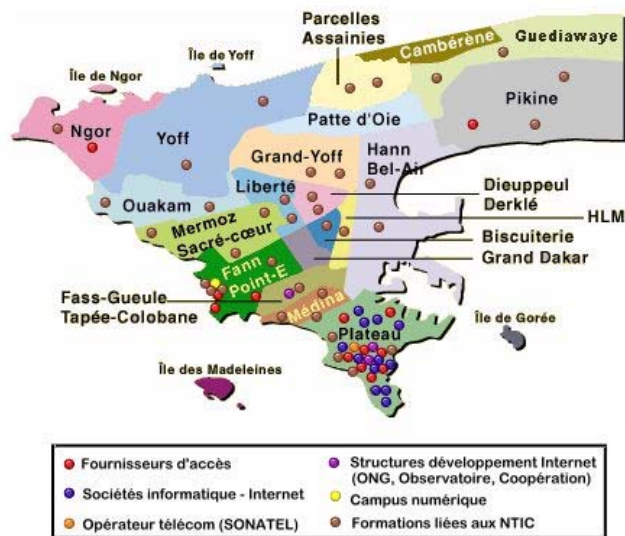 Parcelles
Assainies
Cambérène
Guediawaye
Île de Yoff
Île de Ngor
Pikine
Ngor
Yoff
Patte d'Oie
Grand-Yoff
Hann
Bel-Air
Liberté
Dieuppeul
Derklé
Ouakam
HLM
Mermoz
Sacré-cœur
Biscuiterie
Grand Dakar
Fann
Point-E
Fass-Gueule
Tapée-Colobane
Médina
Plateau
Île de Gorée
Île des Madeleines
Fournisseurs d'accès
Sociétés informatique - Internet
Opérateur télécom (SONATEL)
Structures développement Internet
(ONG, Observatoire, Coopération)
Campus numérique
Formations liées aux NTIC